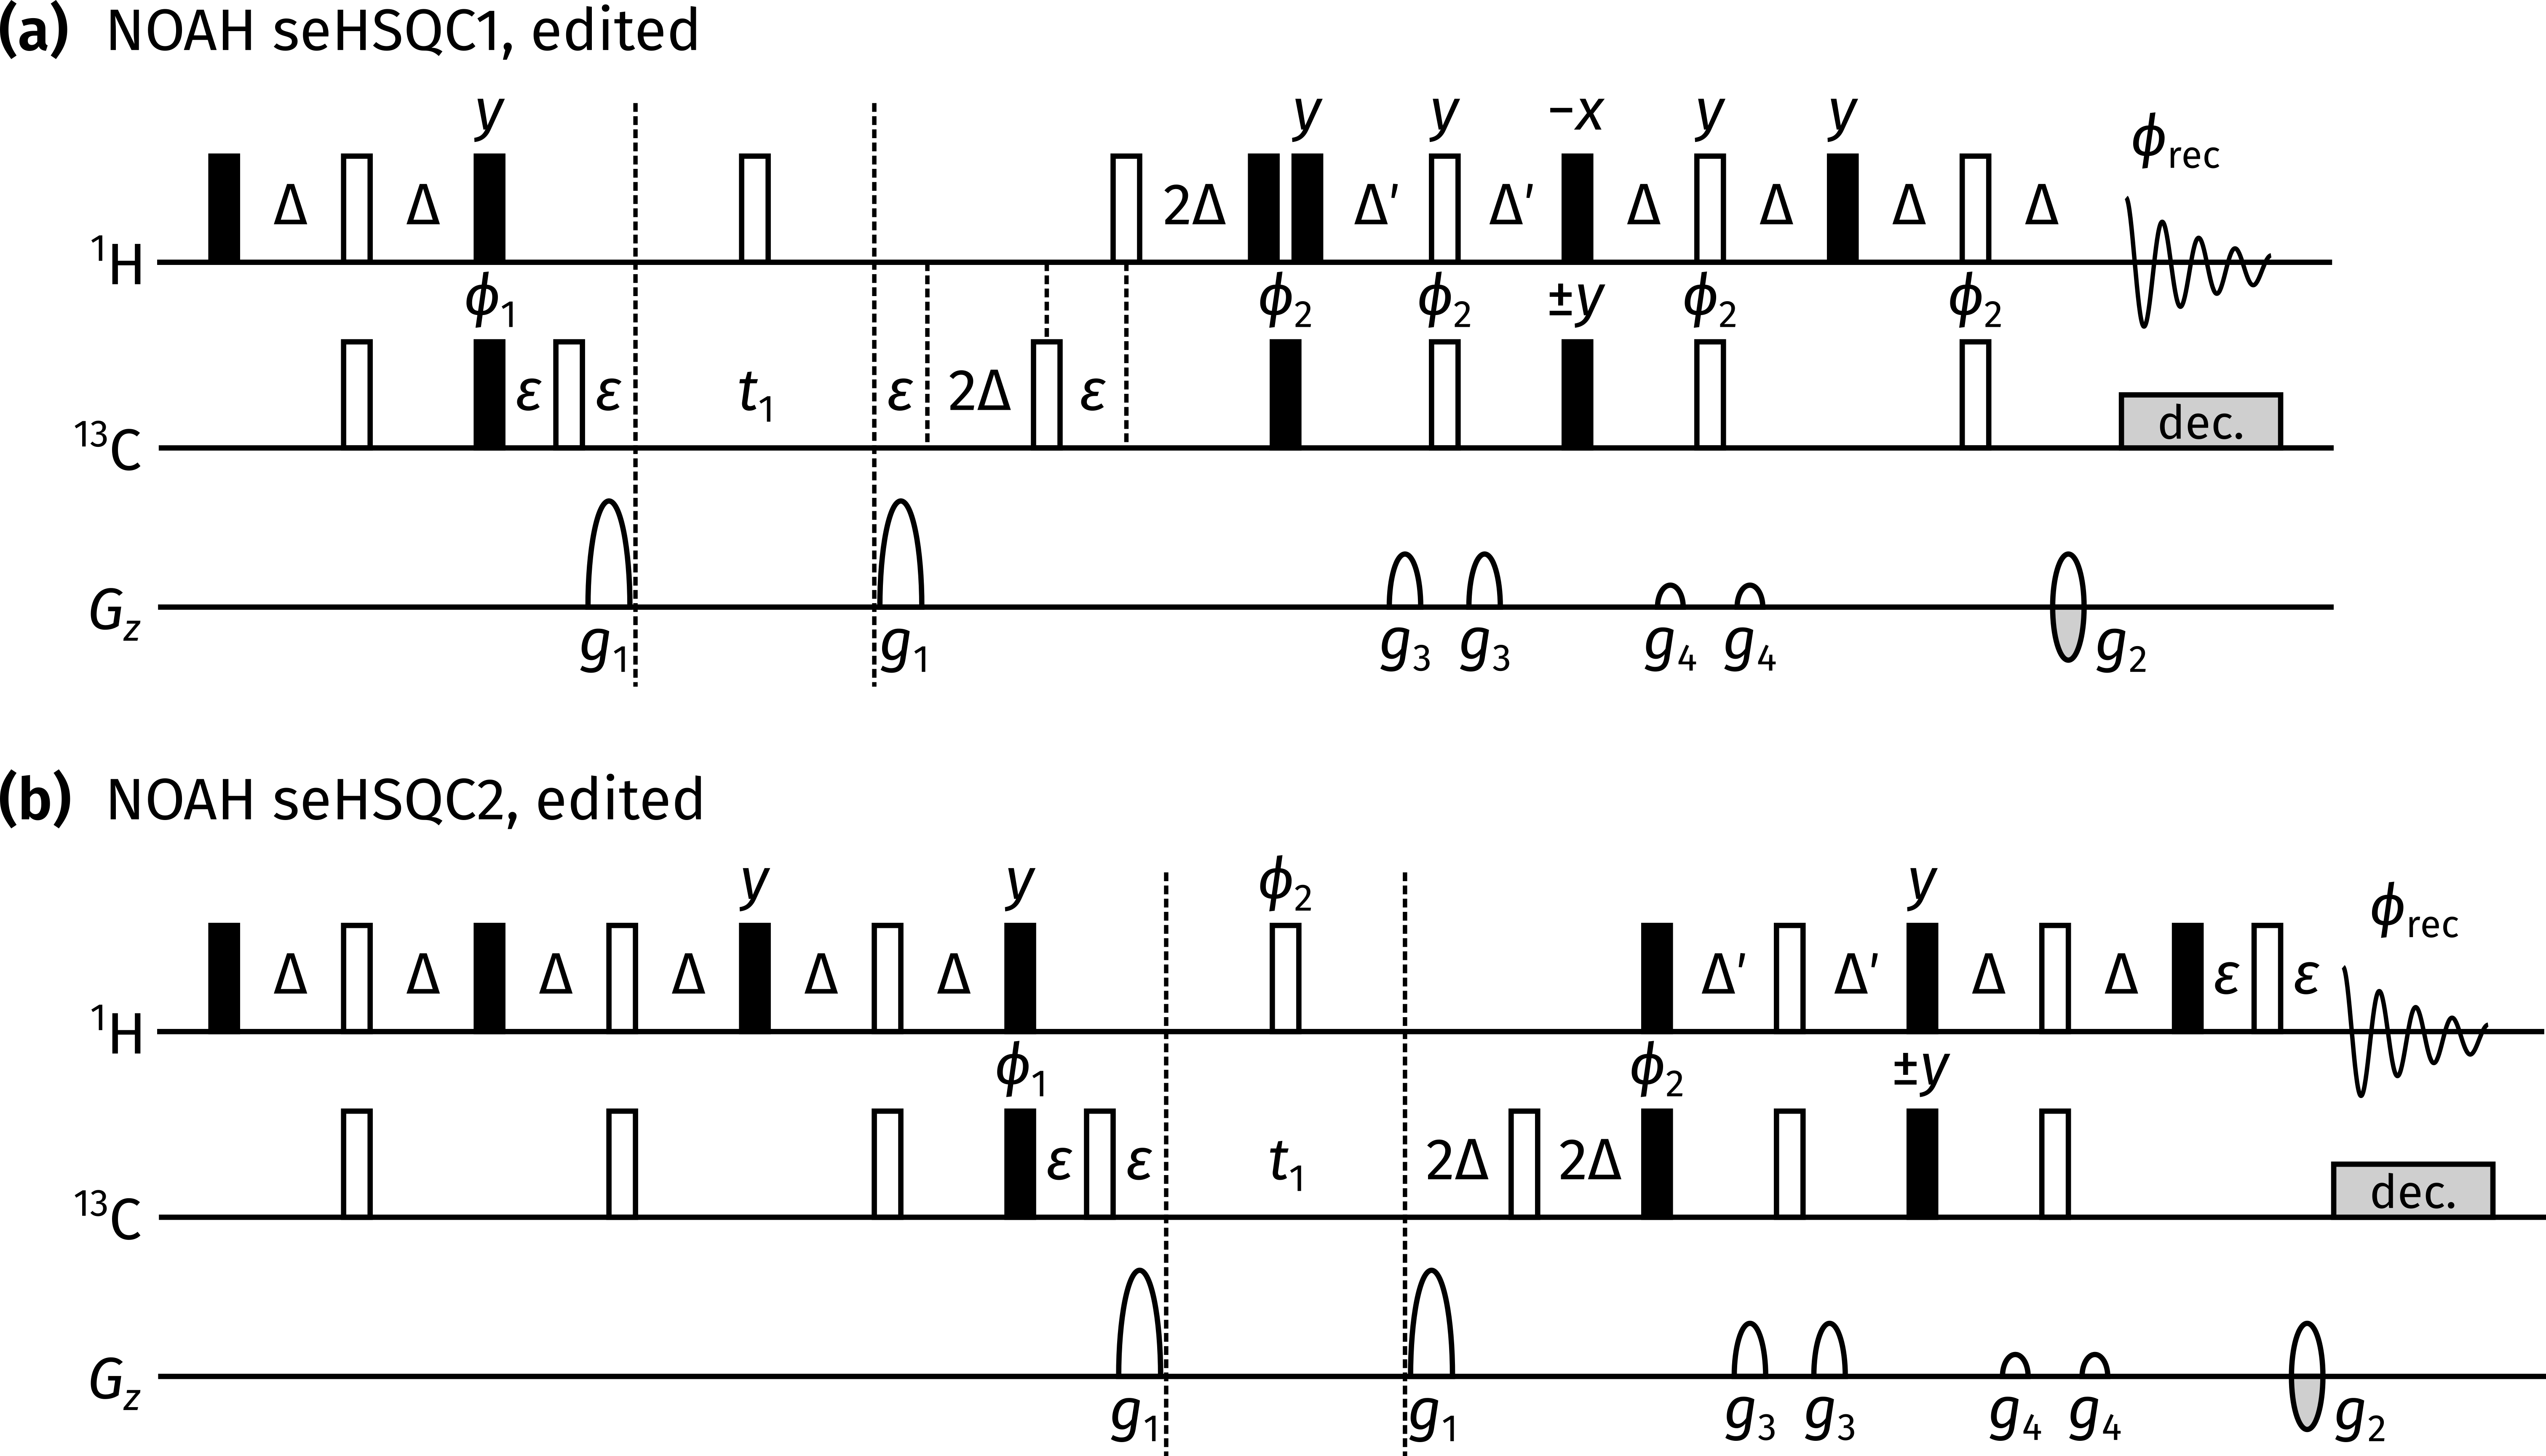 (a) NOAH seHSQC1, edited
y y y −x y y ϕrec
Δ Δ 2Δ Δ′ Δ′ Δ Δ Δ Δ
¹H
ϕ₁ ϕ₂ ϕ₂ ±y ϕ₂ ϕ₂
ε ε t₁ ε 2Δ ε dec.
¹³C
Gz
g₁ g₁ g₃ g₃ g₄ g₄ g₂
(b) NOAH seHSQC2, edited
y y ϕ₂ y ϕrec
Δ Δ Δ Δ Δ Δ Δ′ Δ′ Δ Δ ε ε
¹H
ϕ₁ ϕ₂ ±y
ε ε t₁ 2Δ 2Δ dec.
¹³C
Gz
g₁ g₁ g₃ g₃ g₄ g₄ g₂